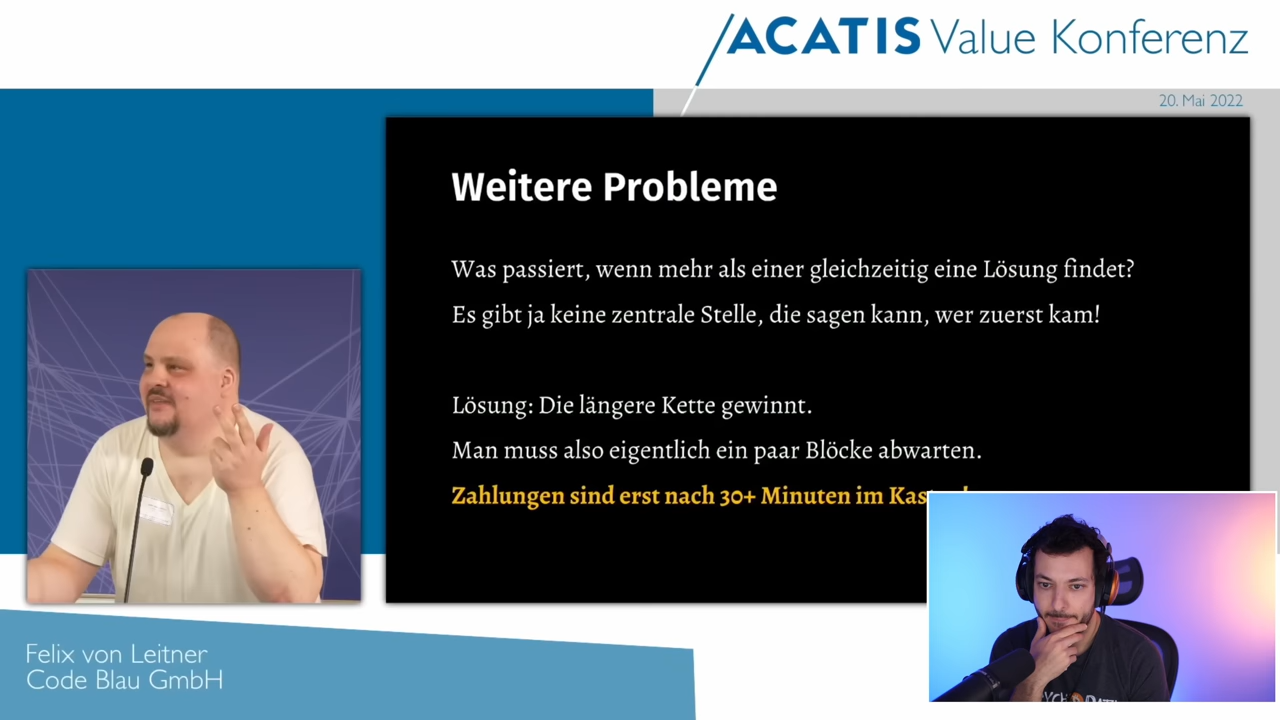 ACATIS Value Konferenz
20. Mai 2022
Weitere Probleme
Was passiert, wenn mehr als einer gleichzeitig eine Lösung findet?
Es gibt ja keine zentrale Stelle, die sagen kann, wer zuerst kam!
Lösung: Die längere Kette gewinnt.
Man muss also eigentlich ein paar Blöcke abwarten.
Zahlungen sind erst nach 30+ Minuten im
Felix von Leitner
Code Blau GmbH